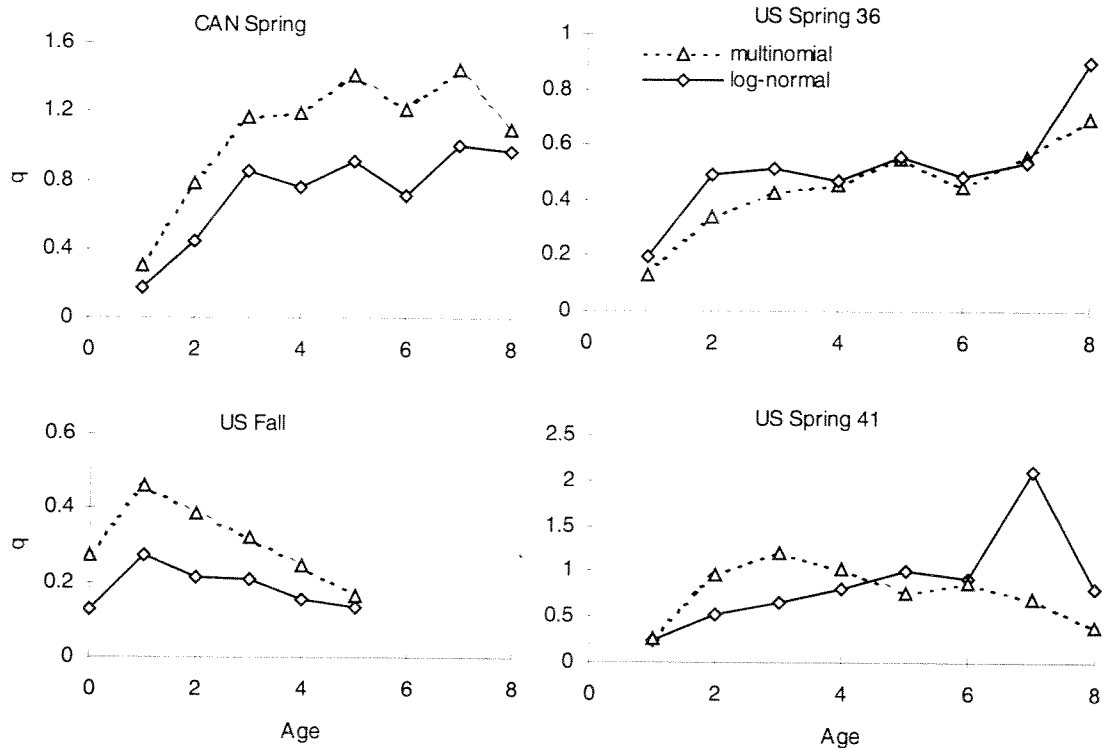 CAN Spring
1.6
1.2
0.8
0.4
0
q
0 2 4 6 8
US Spring 36
multinomial
log-normal
1
0.8
0.6
0.4
0.2
0
0 2 4 6 8
US Fall
0.6
0.4
0.2
0
q
0 2 4 6 8
Age
US Spring 41
2.5
2
1.5
1
0.5
0
0 2 4 6 8
Age